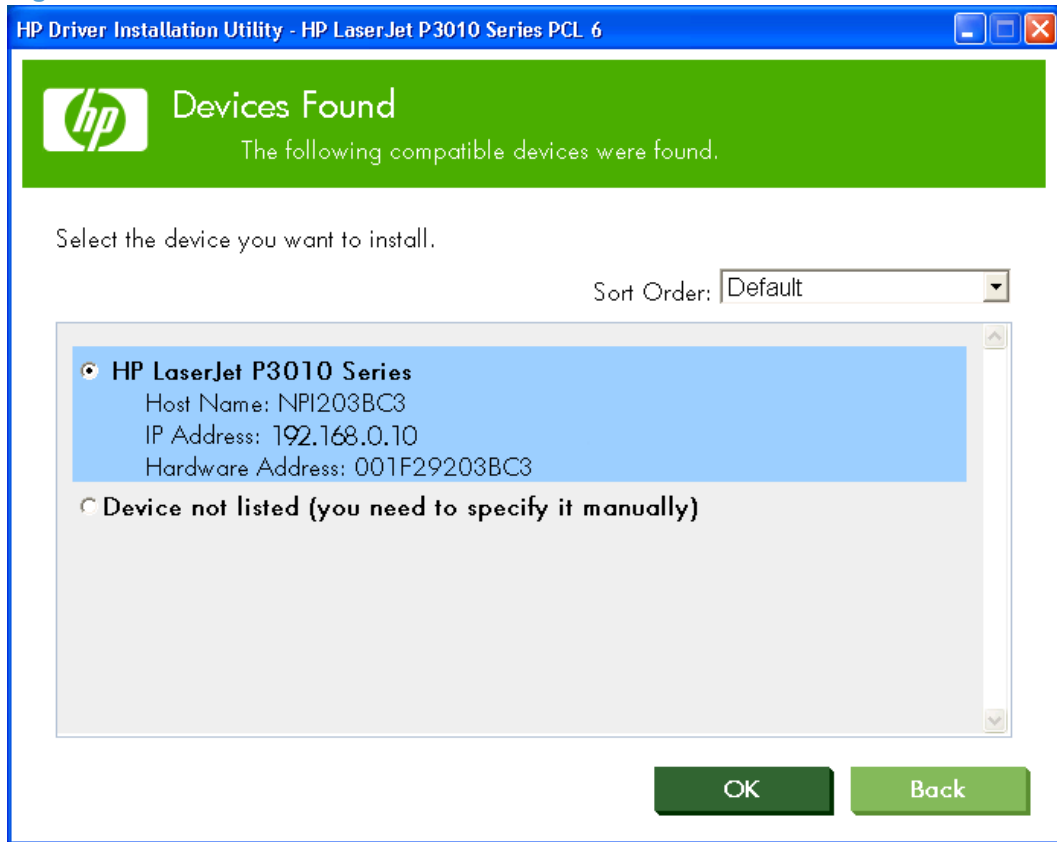 HP Driver Installation Utility - HP LaserJet P3010 Series PCL 6
hp
Devices Found
The following compatible devices were found.
Select the device you want to install.
Sort Order: Default
HP LaserJet P3010 Series
Host Name: NPI203BC3
IP Address: 192.168.0.10
Hardware Address: 001F29203BC3
Device not listed (you need to specify it manually)
OK Back